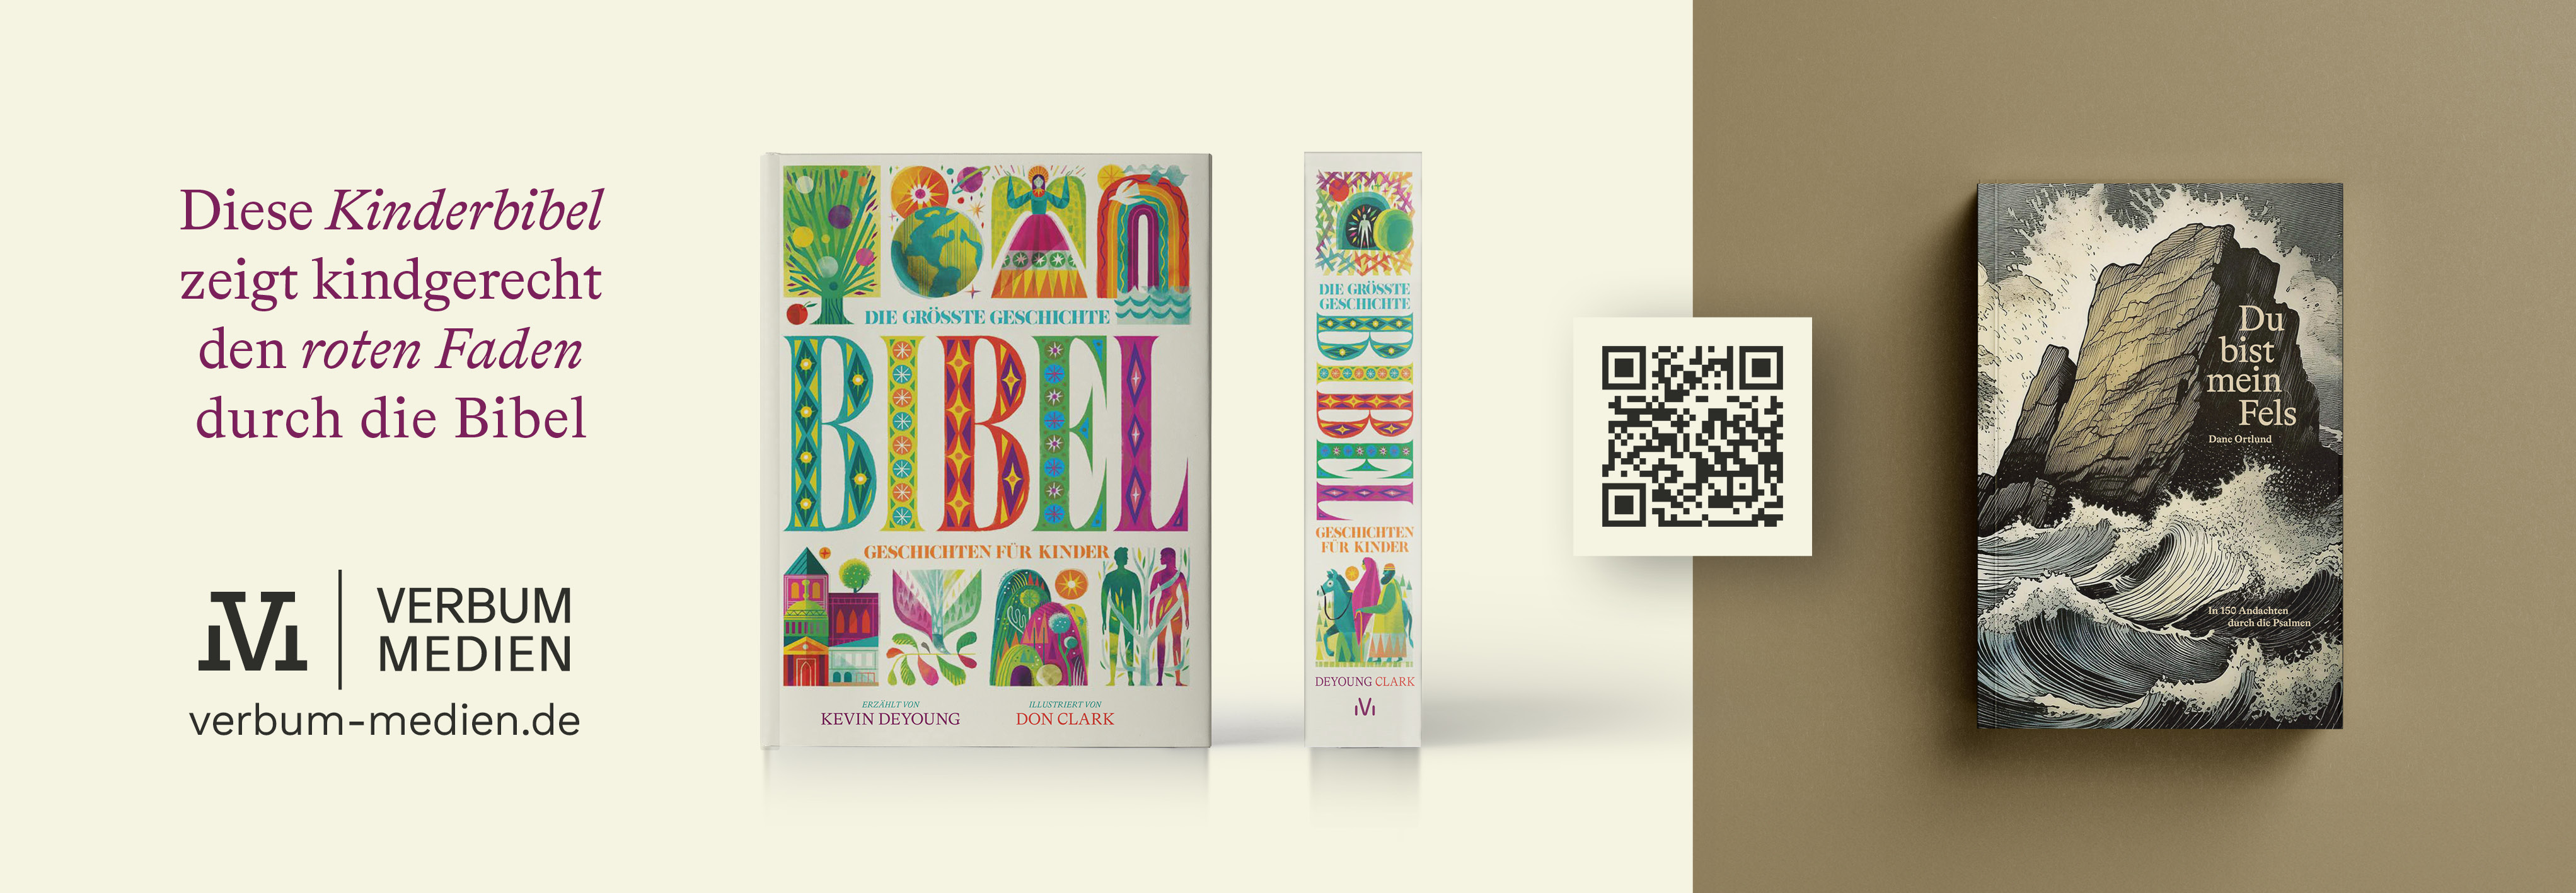 Diese Kinderbibel
zeigt kindgerecht
den roten Faden
durch die Bibel
VERBUM
MEDIEN
verbum-medien.de
DIE GRÖSSTE GESCHICHTE
BIBEL
GESCHICHTEN FÜR KINDER
ERZÄHLT VON
KEVIN DEYOUNG
ILLUSTRIERT VON
DON CLARK
DIE GRÖSSTE
GESCHICHTE
BIBEL
GESCHICHTEN
FÜR KINDER
DEYOUNG CLARK
Du
bist
mein
Fels
Dane Ortlund
In 150 Andachten
durch die Psalmen